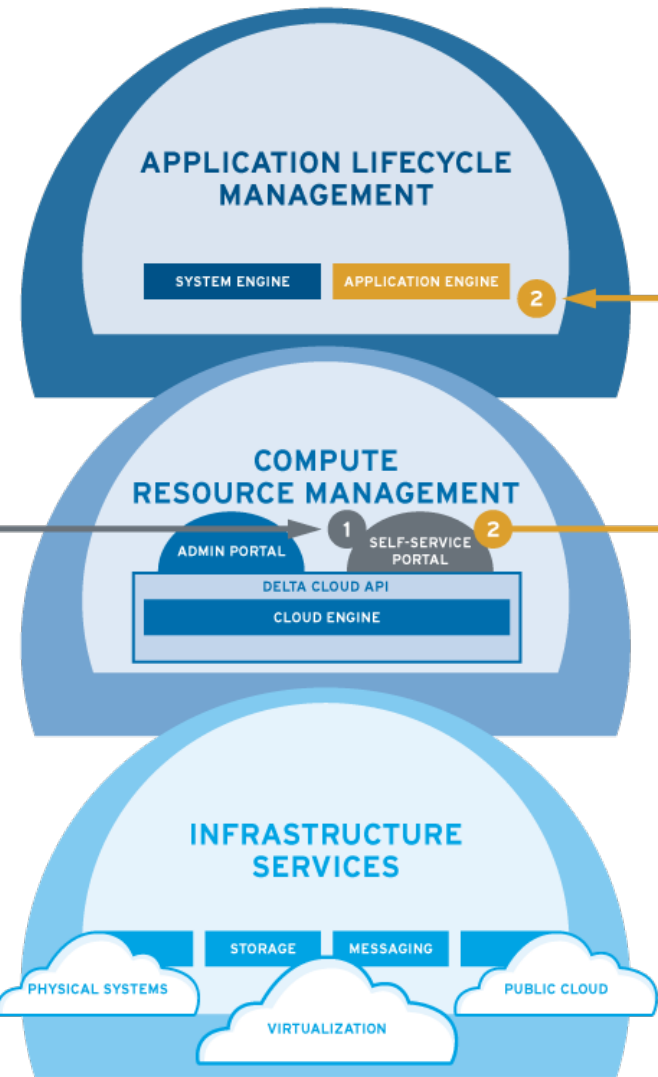 APPLICATION LIFECYCLE
MANAGEMENT
SYSTEM ENGINE
APPLICATION ENGINE
2
COMPUTE
RESOURCE MANAGEMENT
1
2
ADMIN PORTAL
SELF-SERVICE
PORTAL
DELTA CLOUD API
CLOUD ENGINE
INFRASTRUCTURE
SERVICES
STORAGE
MESSAGING
PHYSICAL SYSTEMS
PUBLIC CLOUD
VIRTUALIZATION